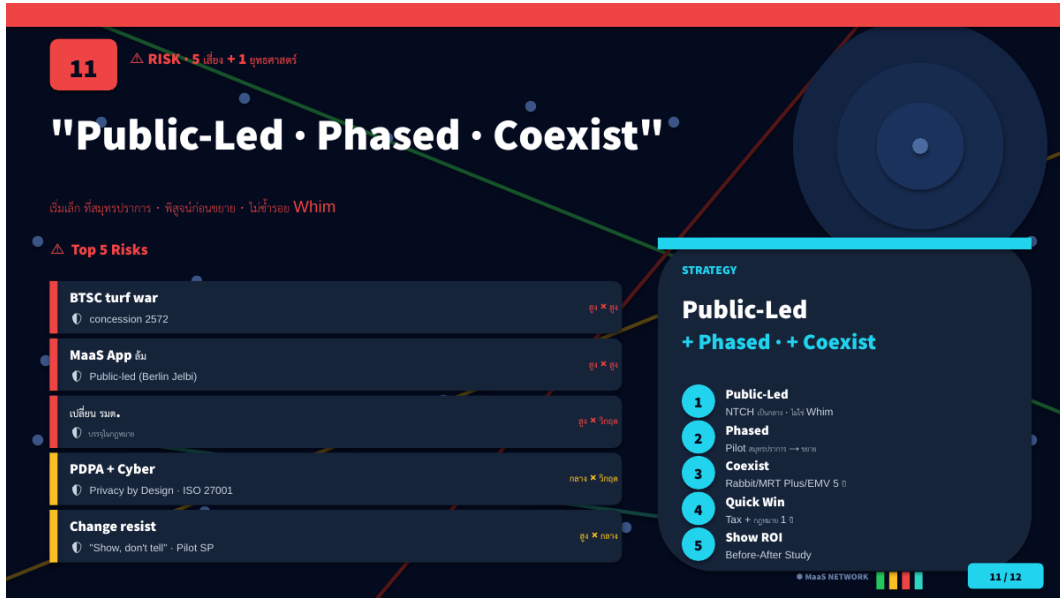 11
⚠ RISK · 5 เสี่ยง + 1 ยุทธศาสตร์
"Public-Led · Phased · Coexist"
เริ่มเล็ก ที่สมุทรปราการ · พิสูจน์ก่อนขยาย · ไม่ซ้ำรอย Whim
⚠ Top 5 Risks
BTSC turf war
concession 2572
สูง × สูง
MaaS App ล้ม
Public-led (Berlin Jelbi)
สูง × สูง
เปลี่ยน รมต.
บรรจุในกฎหมาย
สูง × วิกฤต
PDPA + Cyber
Privacy by Design · ISO 27001
กลาง × วิกฤต
Change resist
"Show, don't tell" · Pilot SP
สูง × กลาง
STRATEGY
Public-Led
+ Phased · + Coexist
1 Public-Led
NTCH เป็นกลาง · ไม่ใช่ Whim
2 Phased
Pilot สมุทรปราการ → ขยาย
3 Coexist
Rabbit/MRT Plus/EMV 5 ปี
4 Quick Win
Tax + กฎหมาย 1 ปี
5 Show ROI
Before-After Study
MaaS NETWORK
11 / 12